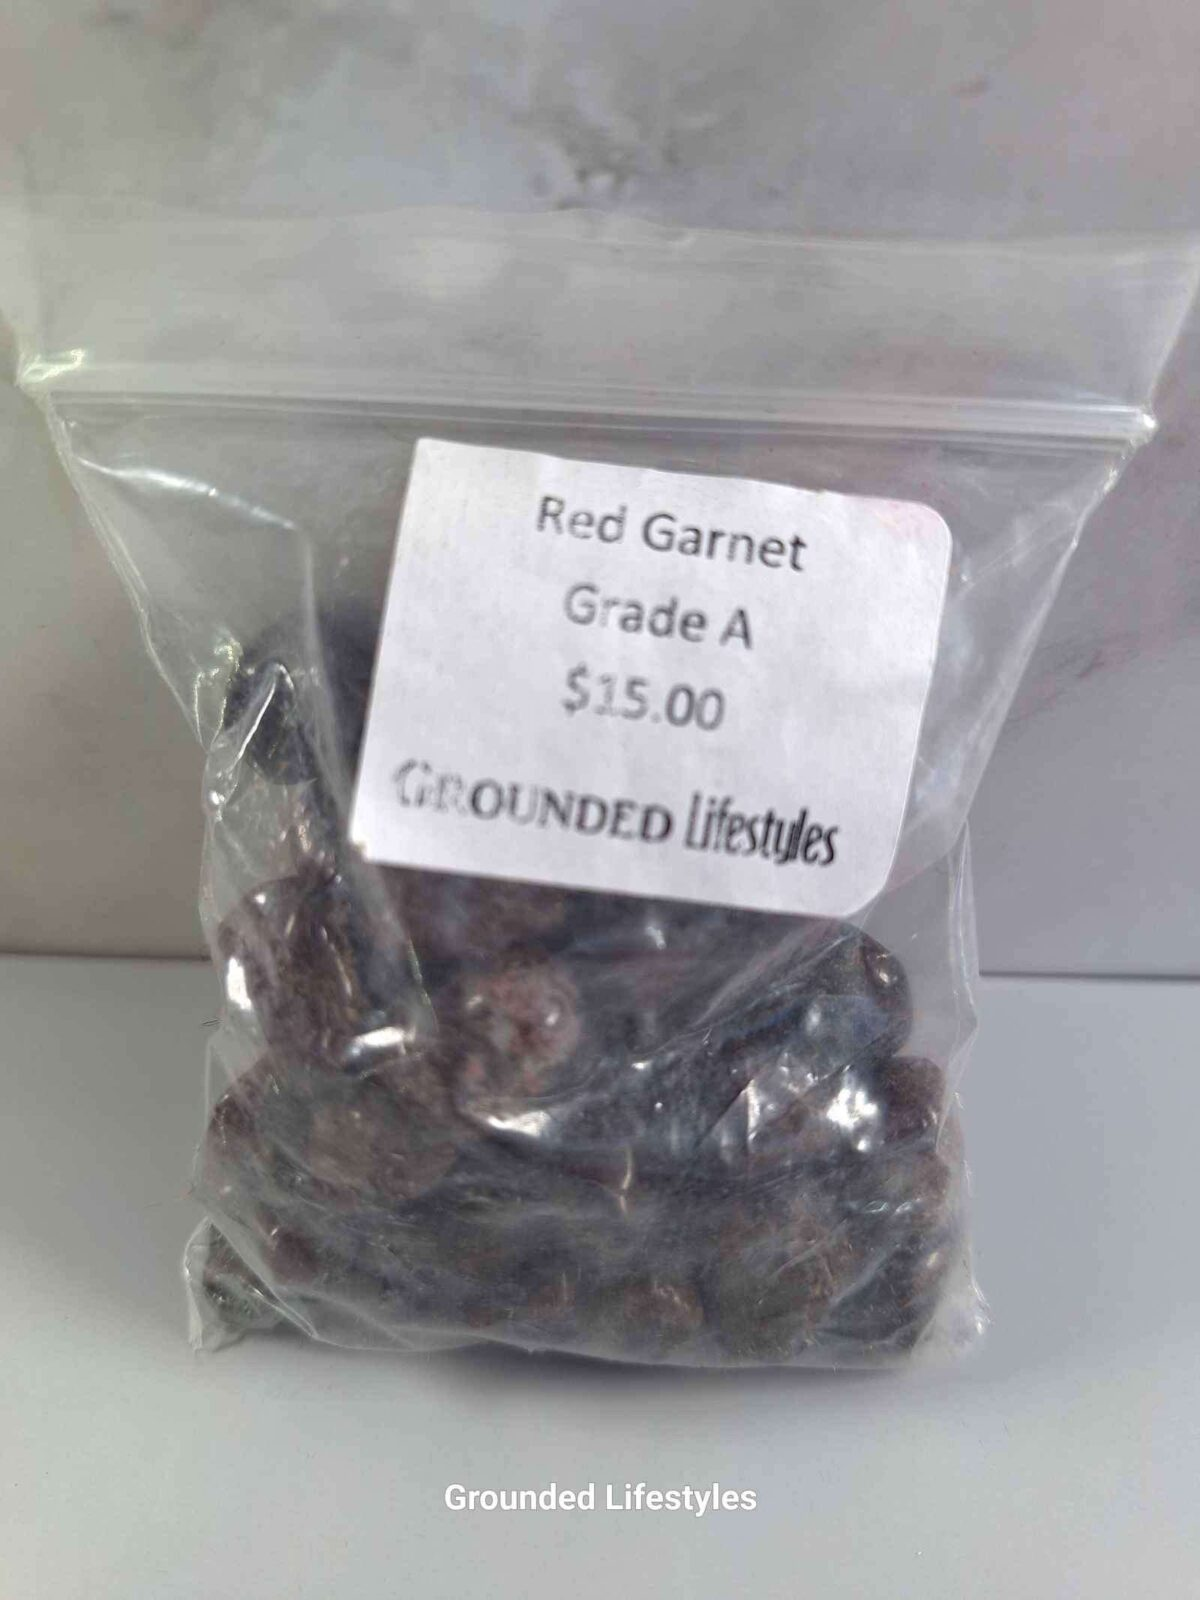 Red Garnet
Grade A
$15.00
GROUNDED Lifestyles
Grounded Lifestyles